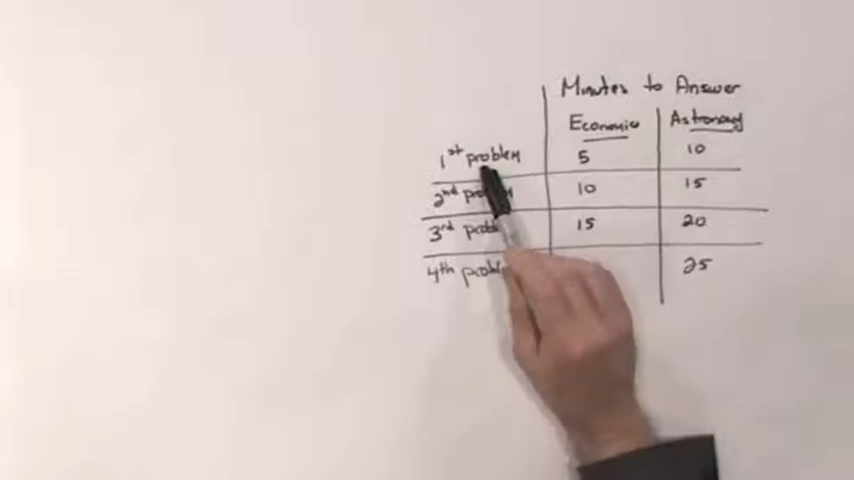 Minutes to Answer
Economics Astronomy
1st problem 5 10
2nd 10 15
3rd 15 20
4th 25